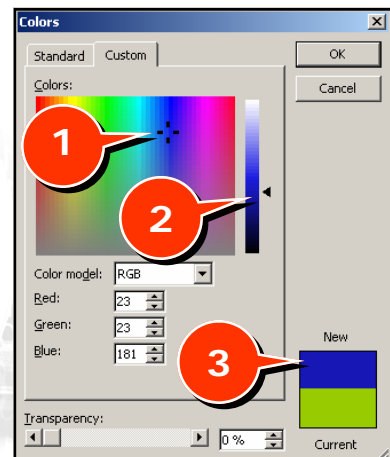 Colors
Standard Custom
OK
Cancel
Colors:
1
2
Color model: RGB
Red: 23
Green: 23
Blue: 181
3
New
Transparency:
0 %
Current